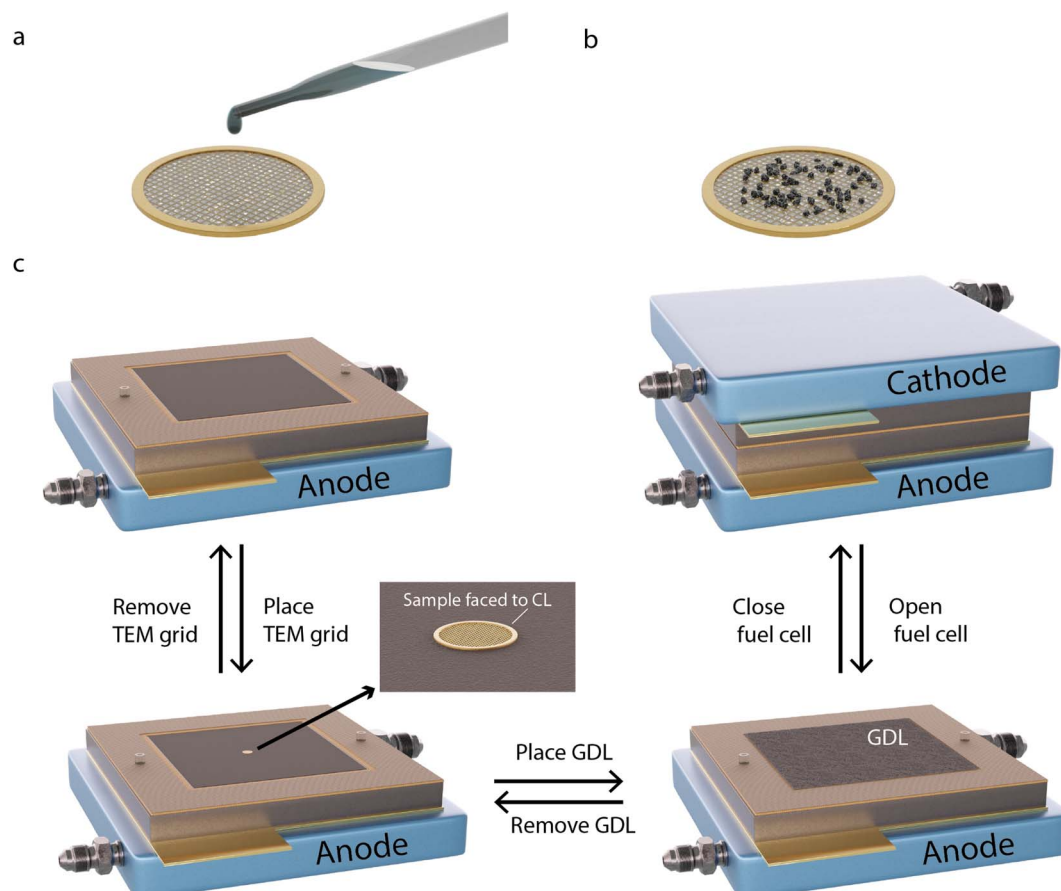 a
b
c
Anode
Cathode
Anode
Remove
TEM grid
Place
TEM grid
Sample faced to CL
Close
fuel cell
Open
fuel cell
Anode
Place GDL
Remove GDL
GDL
Anode